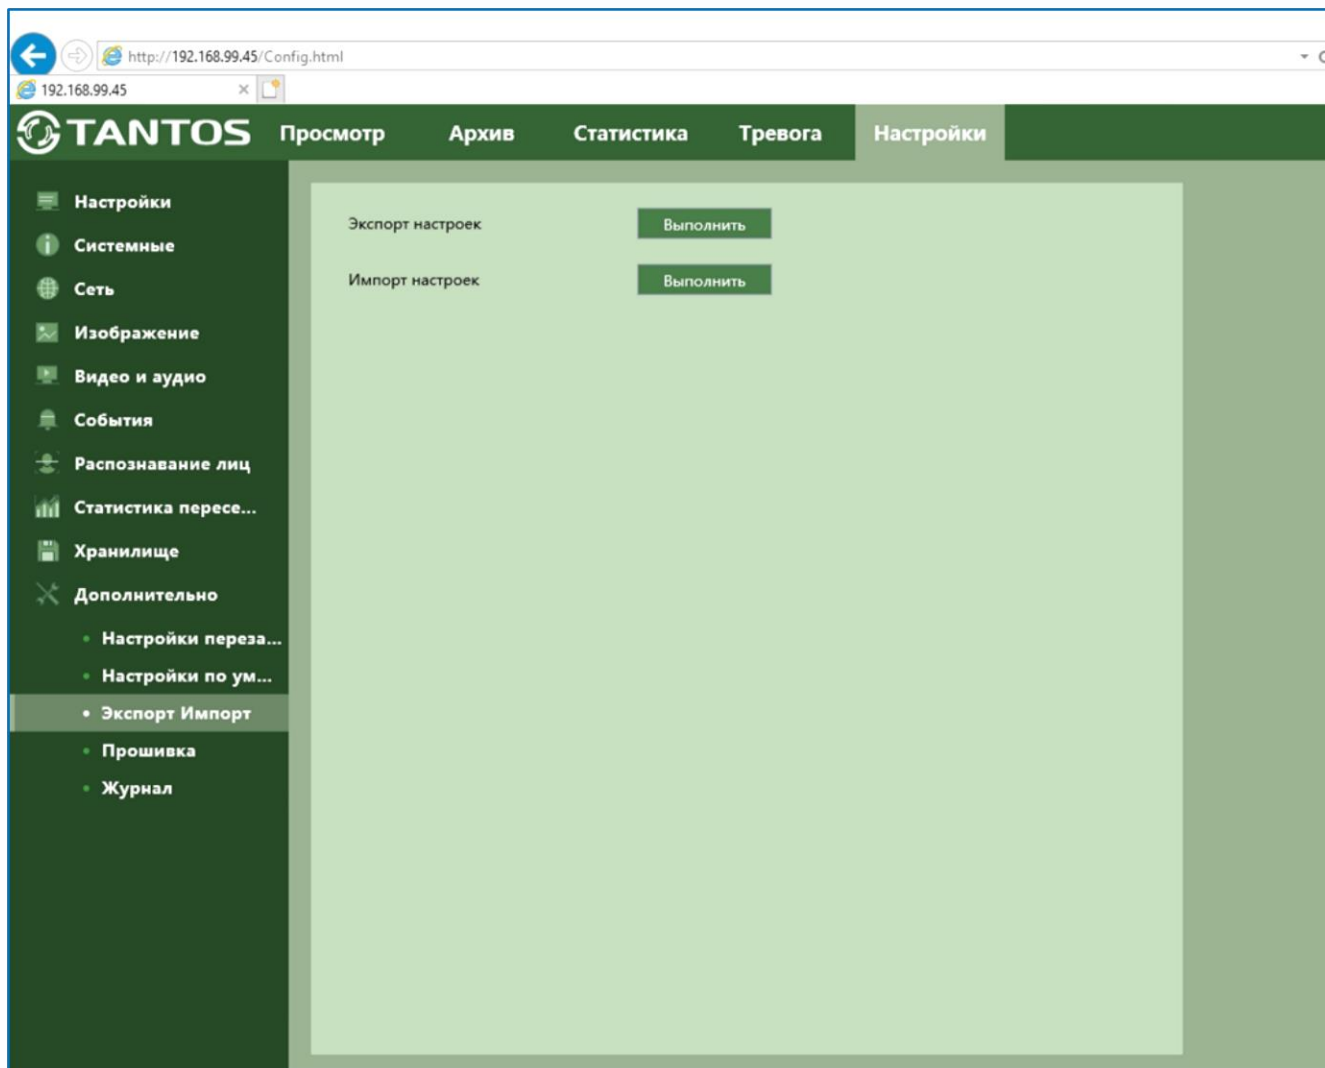 http://192.168.99.45/Config.html
192.168.99.45
TANTOS Просмотр Архив Статистика Тревога Настройки
Настройки
Системные
Сеть
Изображение
Видео и аудио
События
Распознавание лиц
Статистика пересе...
Хранилище
Дополнительно
Настройки переза...
Настройки по ум...
Экспорт Импорт
Прошивка
Журнал
Экспорт настроек Выполнить
Импорт настроек Выполнить